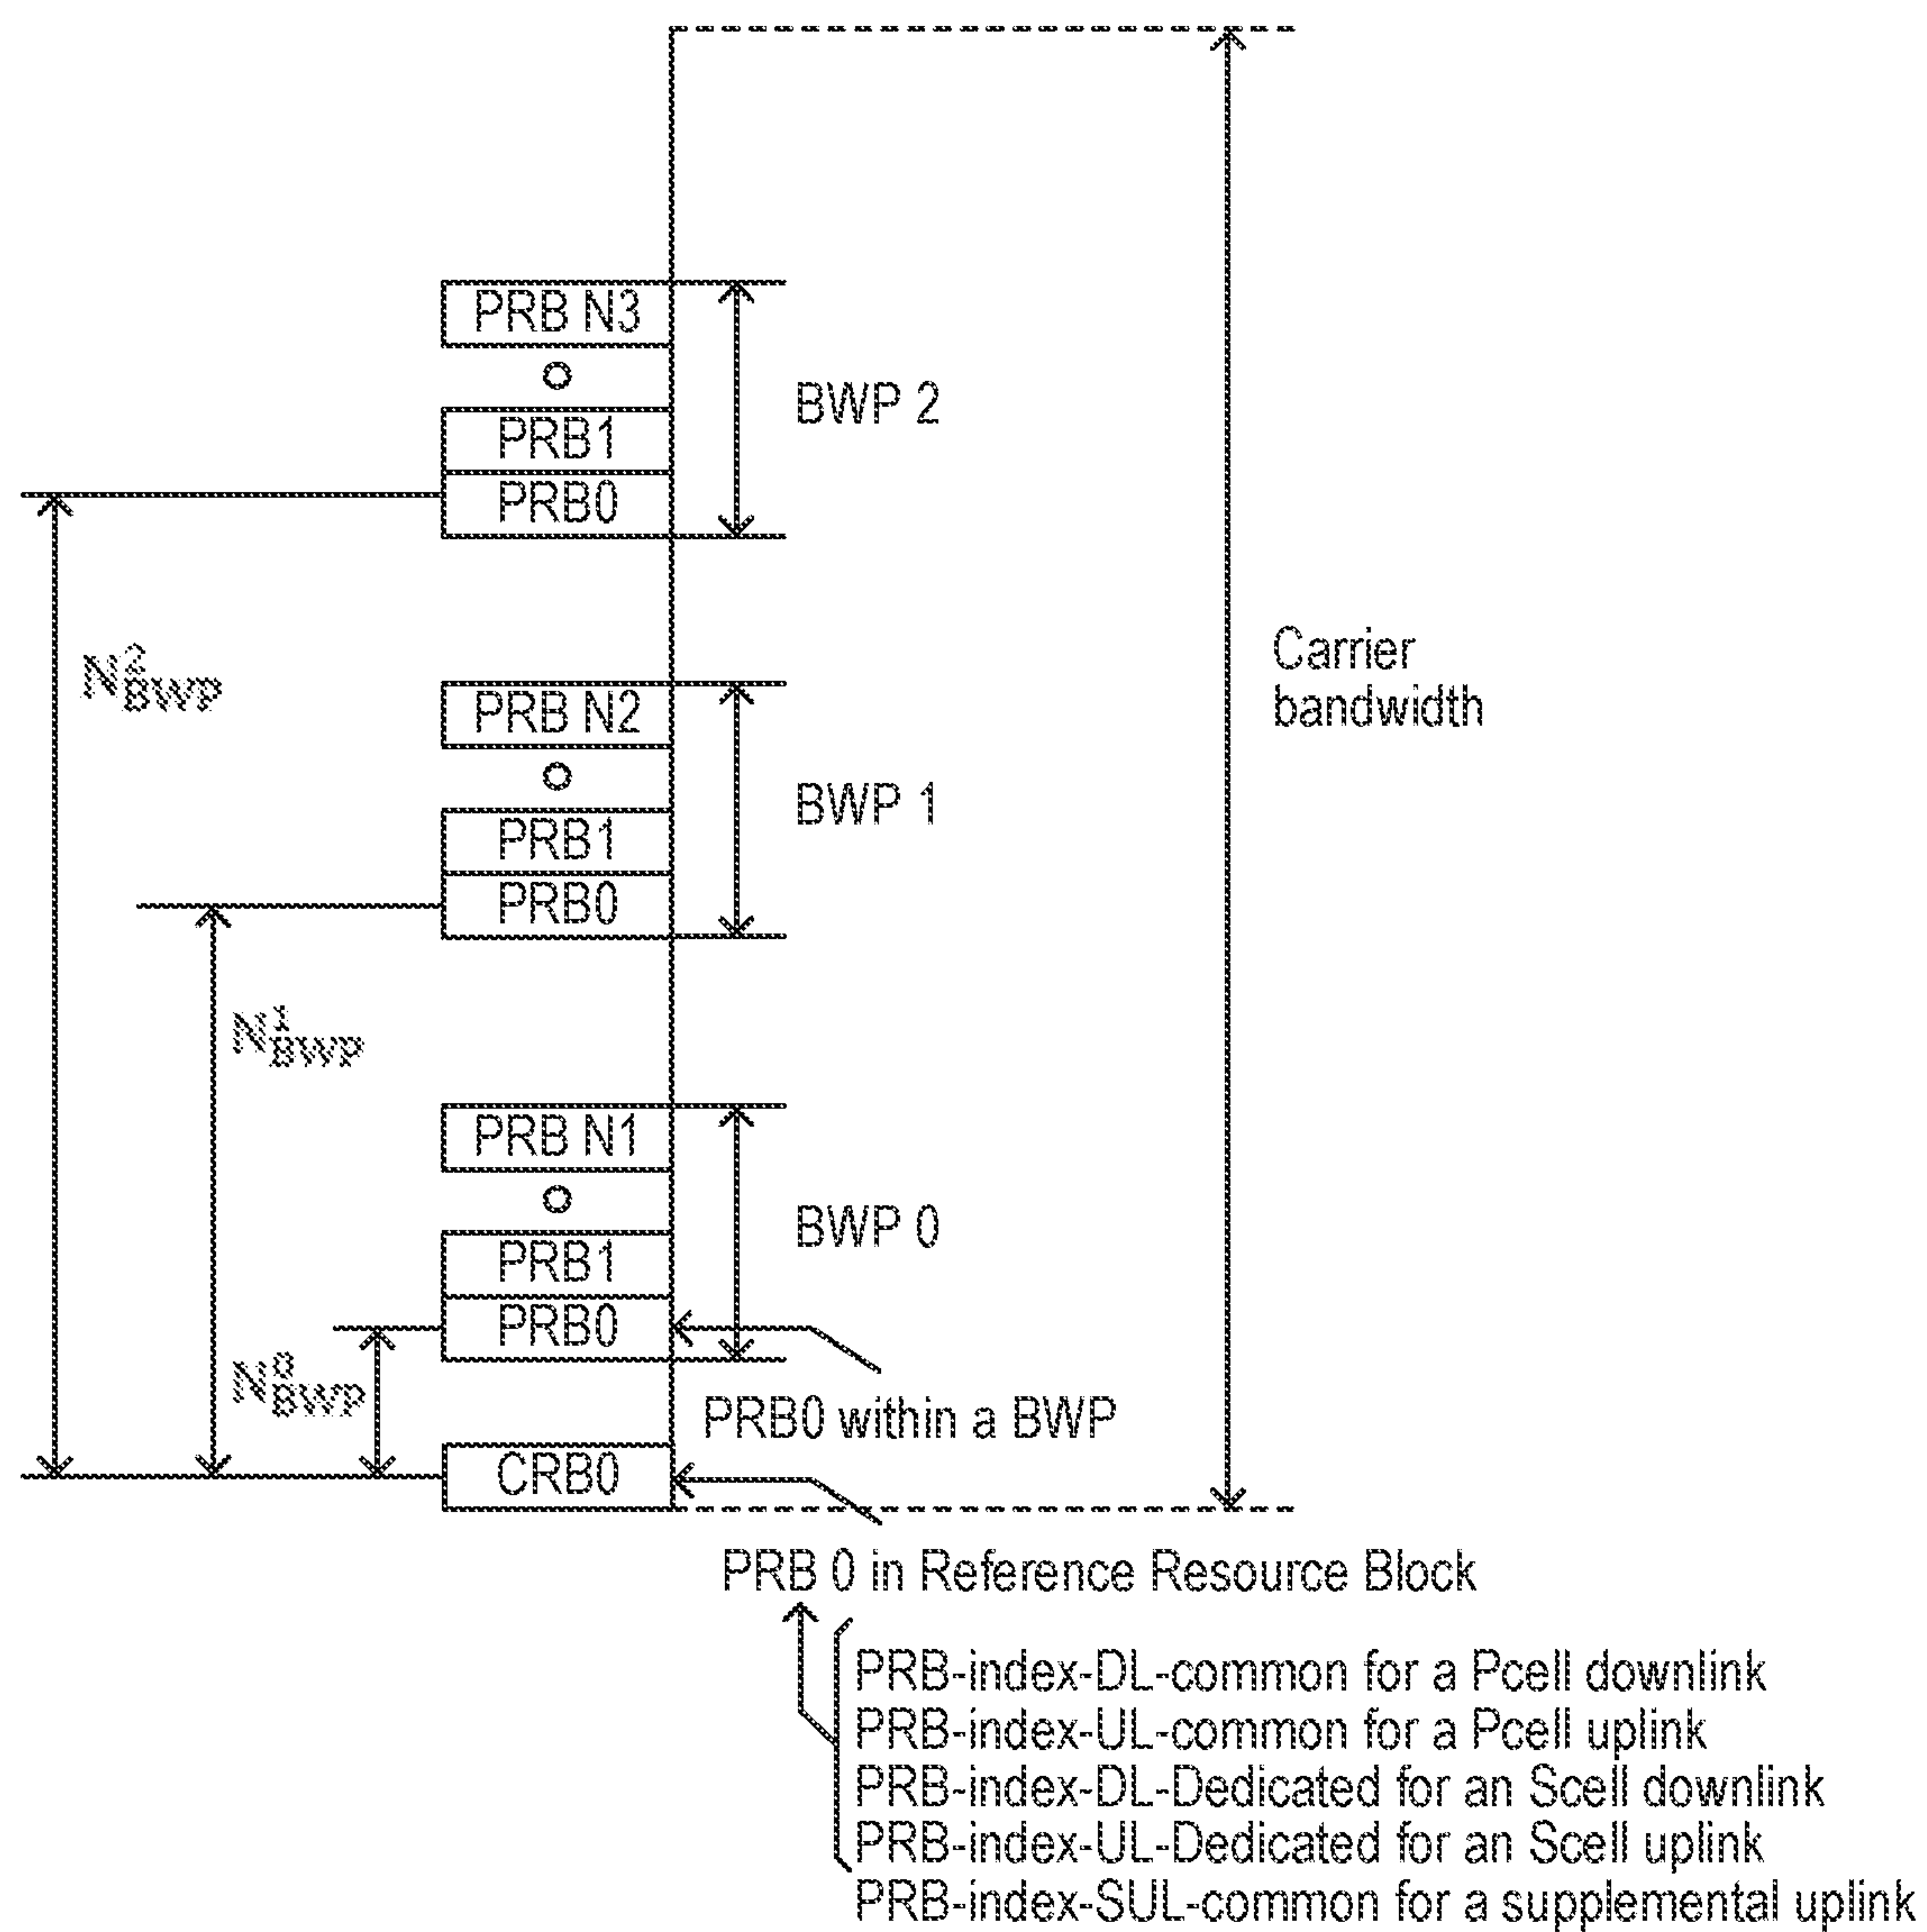 PRB N3
BWP 2
PRB1
PRB0
Carrier
bandwidth
N²BWP
PRB N2
BWP 1
PRB1
PRB0
N¹BWP
PRB N1
BWP 0
PRB1
PRB0
N⁰BWP
PRB0 within a BWP
CRB0
PRB 0 in Reference Resource Block
PRB-index-DL-common for a Pcell downlink
PRB-index-UL-common for a Pcell uplink
PRB-index-DL-Dedicated for an Scell downlink
PRB-index-UL-Dedicated for an Scell uplink
PRB-index-SUL-common for a supplemental uplink